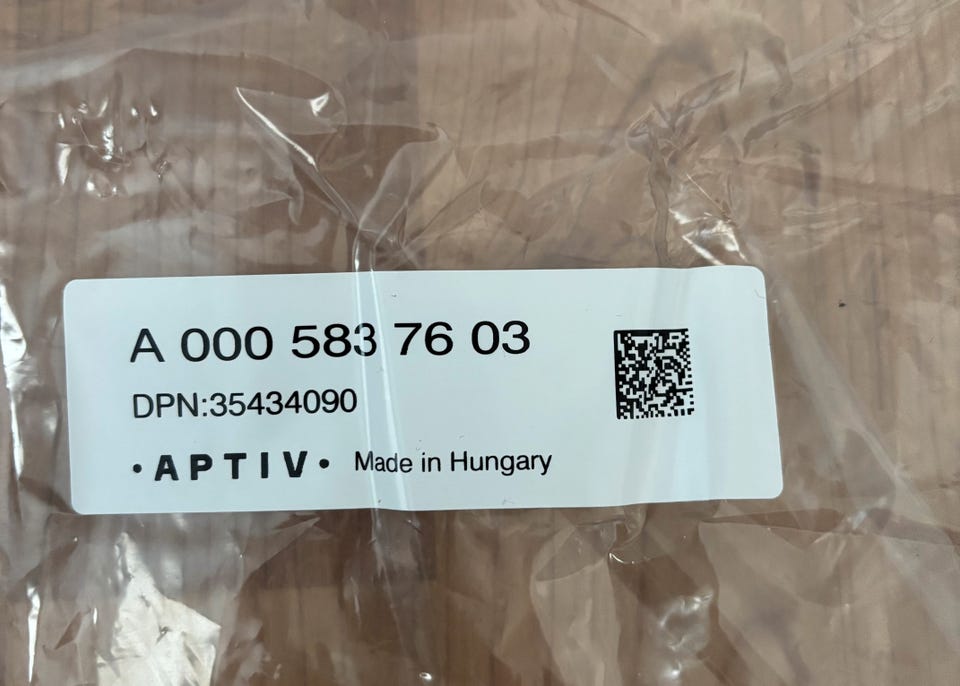 A 000 583 76 03
DPN:35434090
·APTIV· Made in Hungary